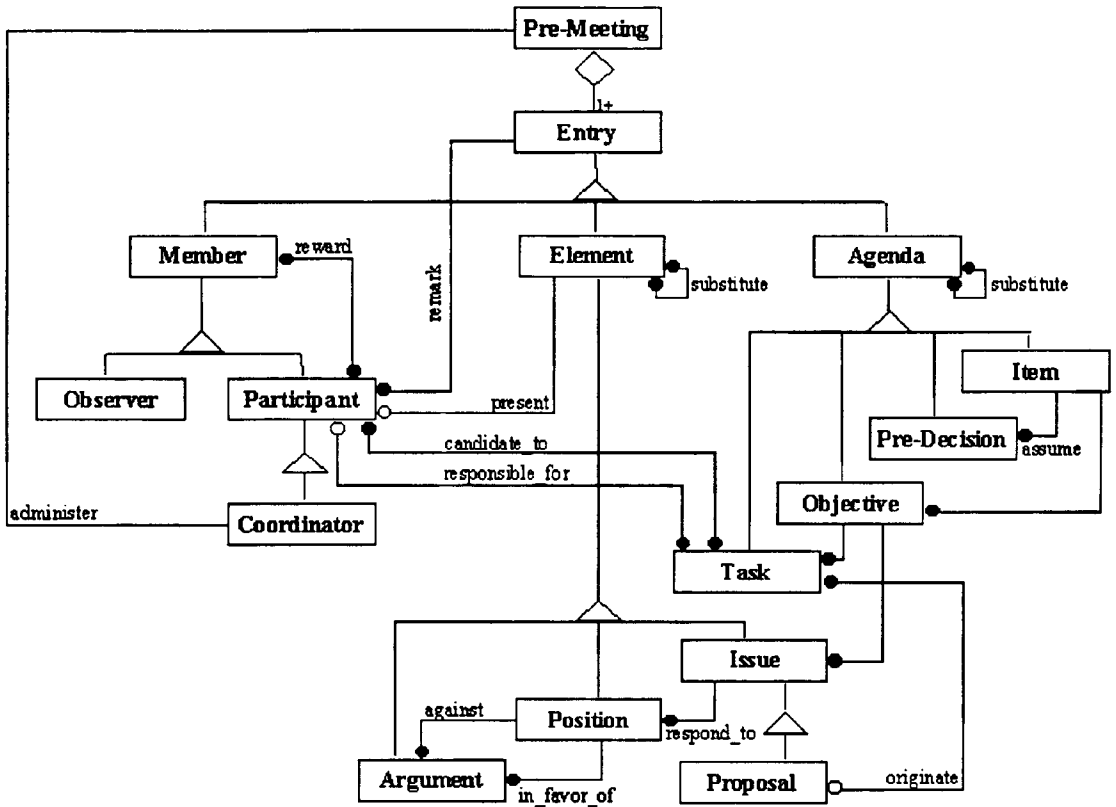 Pre-Meeting
1+
Entry
Member
reward
remark
Element
substitute
Agenda
substitute
Observer
Participant
present
Item
Pre-Decision
assume
candidate_to
responsible_for
administer
Coordinator
Objective
Task
Issue
against
Position
respond_to
Argument
in_favor_of
Proposal
originate